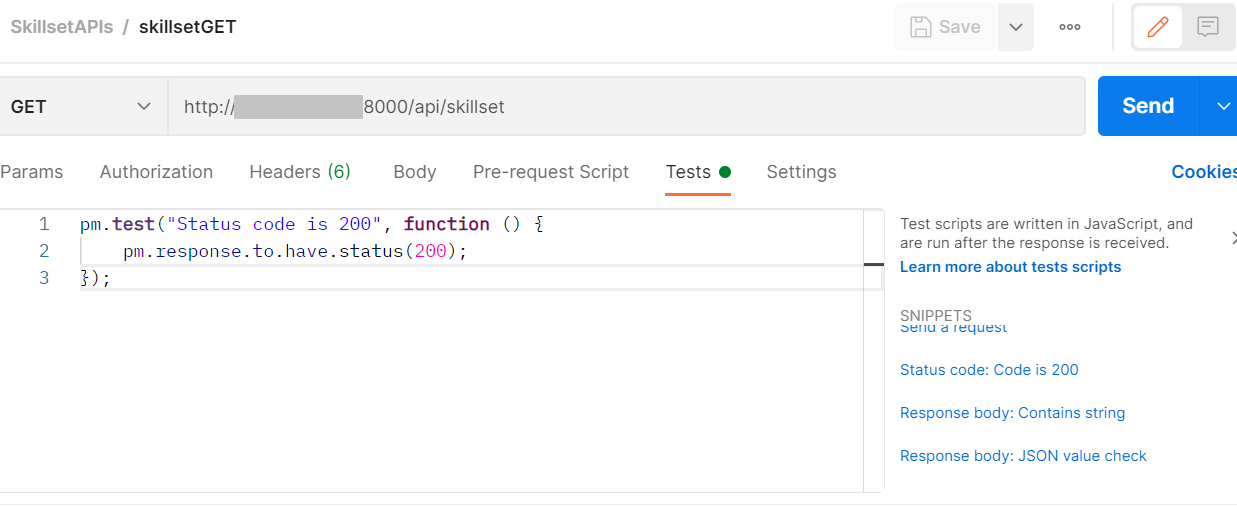 SkillsetAPIs / skillsetGET
Save
GET
http:// 8000/api/skillset
Send
Params Authorization Headers (6) Body Pre-request Script Tests Settings Cookies
1 pm.test("Status code is 200", function () {
2 pm.response.to.have.status(200);
3 });
Test scripts are written in JavaScript, and
are run after the response is received.
Learn more about tests scripts
SNIPPETS
Send a request
Status code: Code is 200
Response body: Contains string
Response body: JSON value check